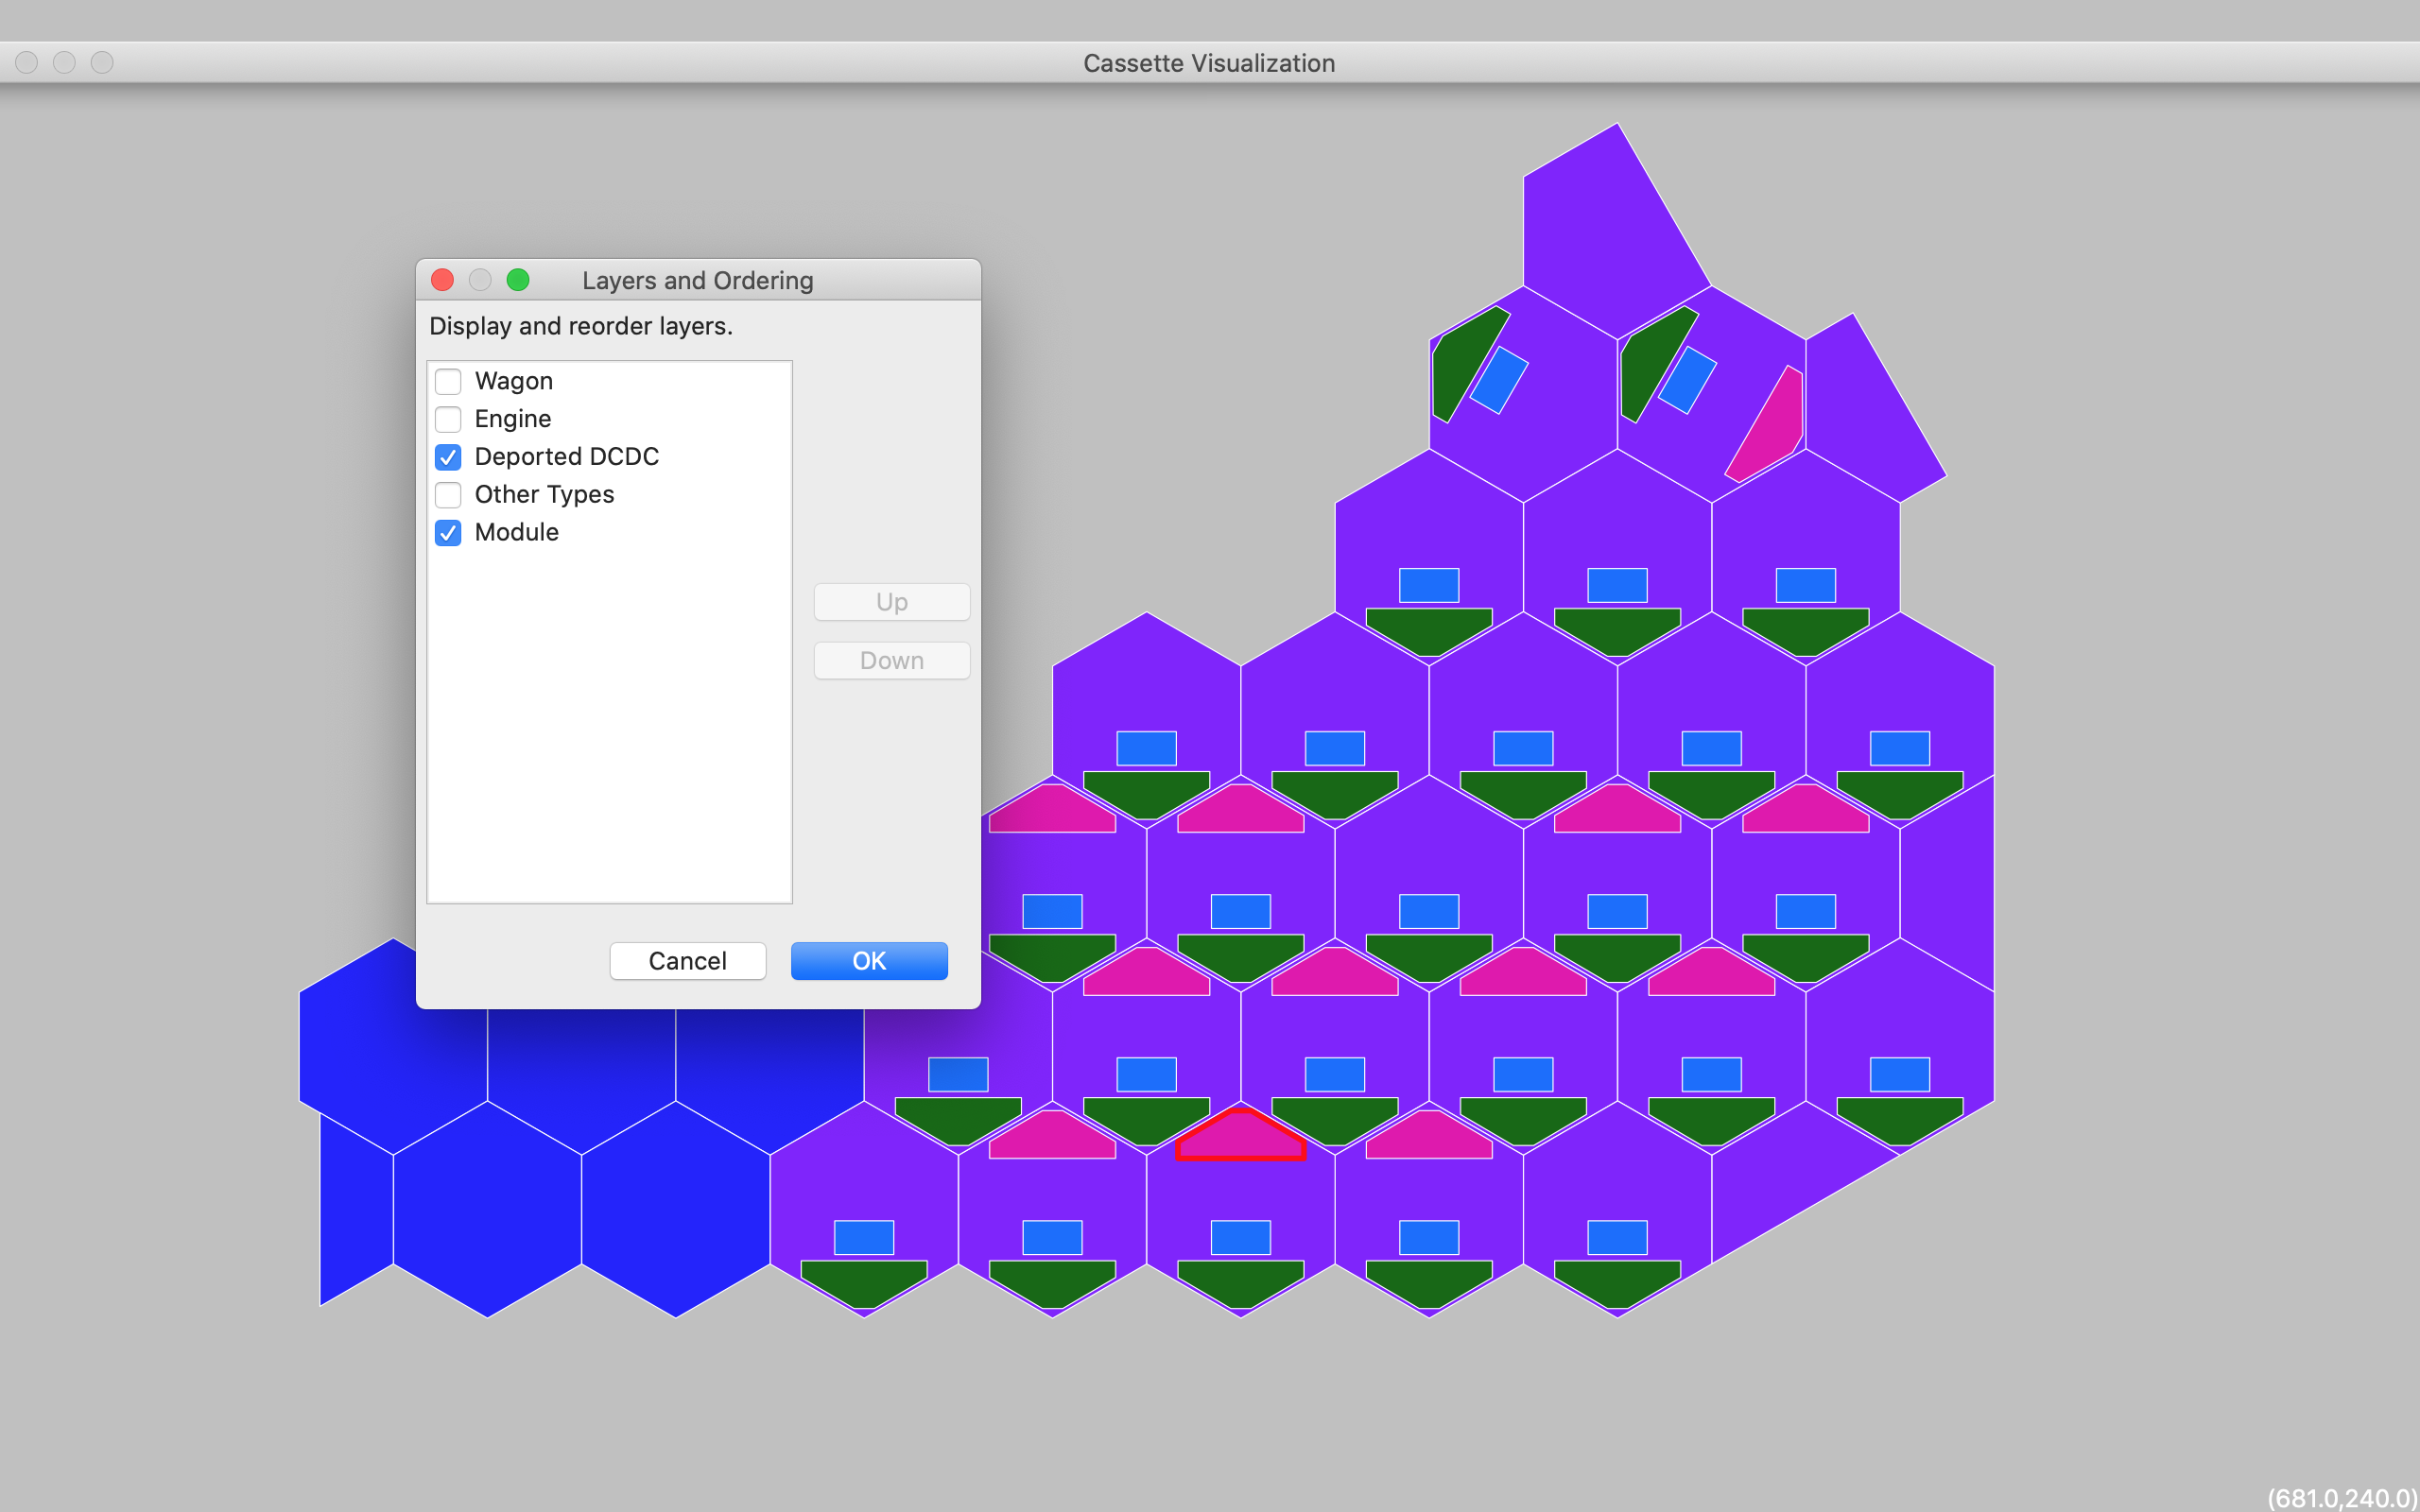 Cassette Visualization
Layers and Ordering
Display and reorder layers.
Wagon
Engine
Deported DCDC
Other Types
Module
Up
Down
Cancel
OK
(681.0,240.0)